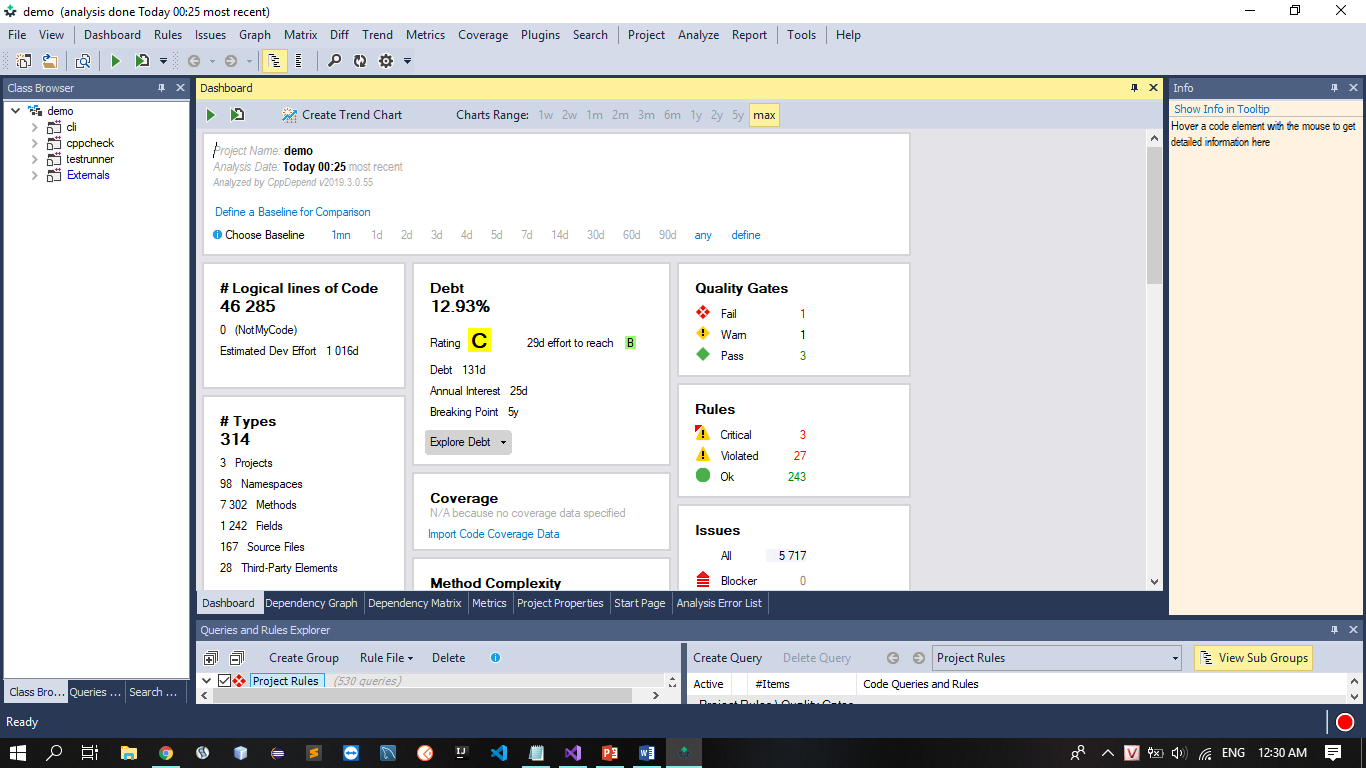 demo (analysis done Today 00:25 most recent)
File View Dashboard Rules Issues Graph Matrix Diff Trend Metrics Coverage Plugins Search Project Analyze Report Tools Help
Class Browser
demo
cli
cppcheck
testrunner
Externals
Class Bro... Queries ... Search ...
Dashboard
Create Trend Chart Charts Range: 1w 2w 1m 2m 3m 6m 1y 2y 5y max
Project Name: demo
Analysis Date: Today 00:25 most recent
Analyzed by CppDepend v2019.3.0.55
Define a Baseline for Comparison
Choose Baseline 1mn 1d 2d 3d 4d 5d 7d 14d 30d 60d 90d any define
# Logical lines of Code
46 285
0 (NotMyCode)
Estimated Dev Effort 1 016d
# Types
314
3 Projects
98 Namespaces
7 302 Methods
1 242 Fields
167 Source Files
28 Third-Party Elements
Debt
12.93%
Rating C 29d effort to reach B
Debt 131d
Annual Interest 25d
Breaking Point 5y
Explore Debt
Coverage
N/A because no coverage data specified
Import Code Coverage Data
Method Complexity
Quality Gates
Fail 1
Warn 1
Pass 3
Rules
Critical 3
Violated 27
Ok 243
Issues
All 5 717
Blocker 0
Dashboard Dependency Graph Dependency Matrix Metrics Project Properties Start Page Analysis Error List
Info
Show Info in Tooltip
Hover a code element with the mouse to get
detailed information here
Queries and Rules Explorer
Create Group Rule File Delete
Project Rules (530 queries)
Create Query Delete Query Project Rules View Sub Groups
Active #Items Code Queries and Rules
Project Rules \ Quality Gates
Ready
ENG 12:30 AM